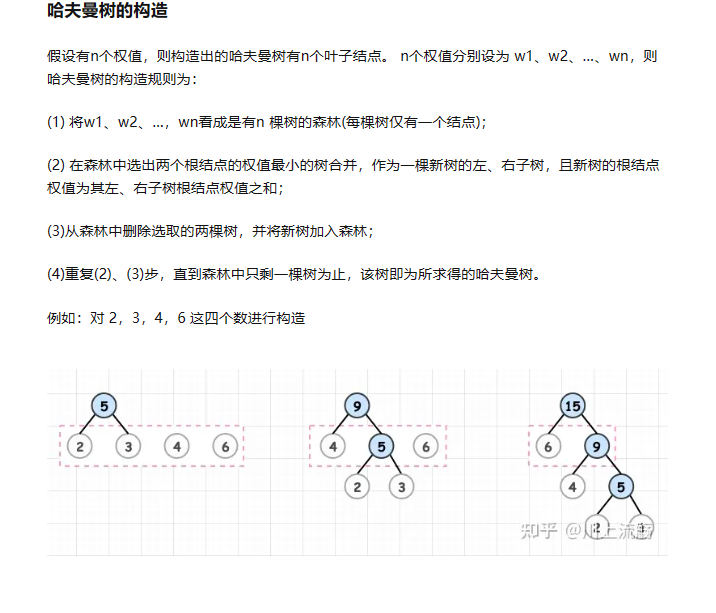 哈夫曼树的构造
假设有n个权值，则构造出的哈夫曼树有n个叶子结点。 n个权值分别设为 w1、w2、…、wn，则
哈夫曼树的构造规则为：
(1) 将w1、w2、…，wn看成是有n 棵树的森林(每棵树仅有一个结点)；
(2) 在森林中选出两个根结点的权值最小的树合并，作为一棵新树的左、右子树，且新树的根结点
权值为其左、右子树根结点权值之和；
(3)从森林中删除选取的两棵树，并将新树加入森林；
(4)重复(2)、(3)步，直到森林中只剩一棵树为止，该树即为所求得的哈夫曼树。
例如：对 2，3，4，6 这四个数进行构造
5 9 15
2 3 4 6 4 5 6 6 9
2 3 4 5
2 3
知乎 @川上流